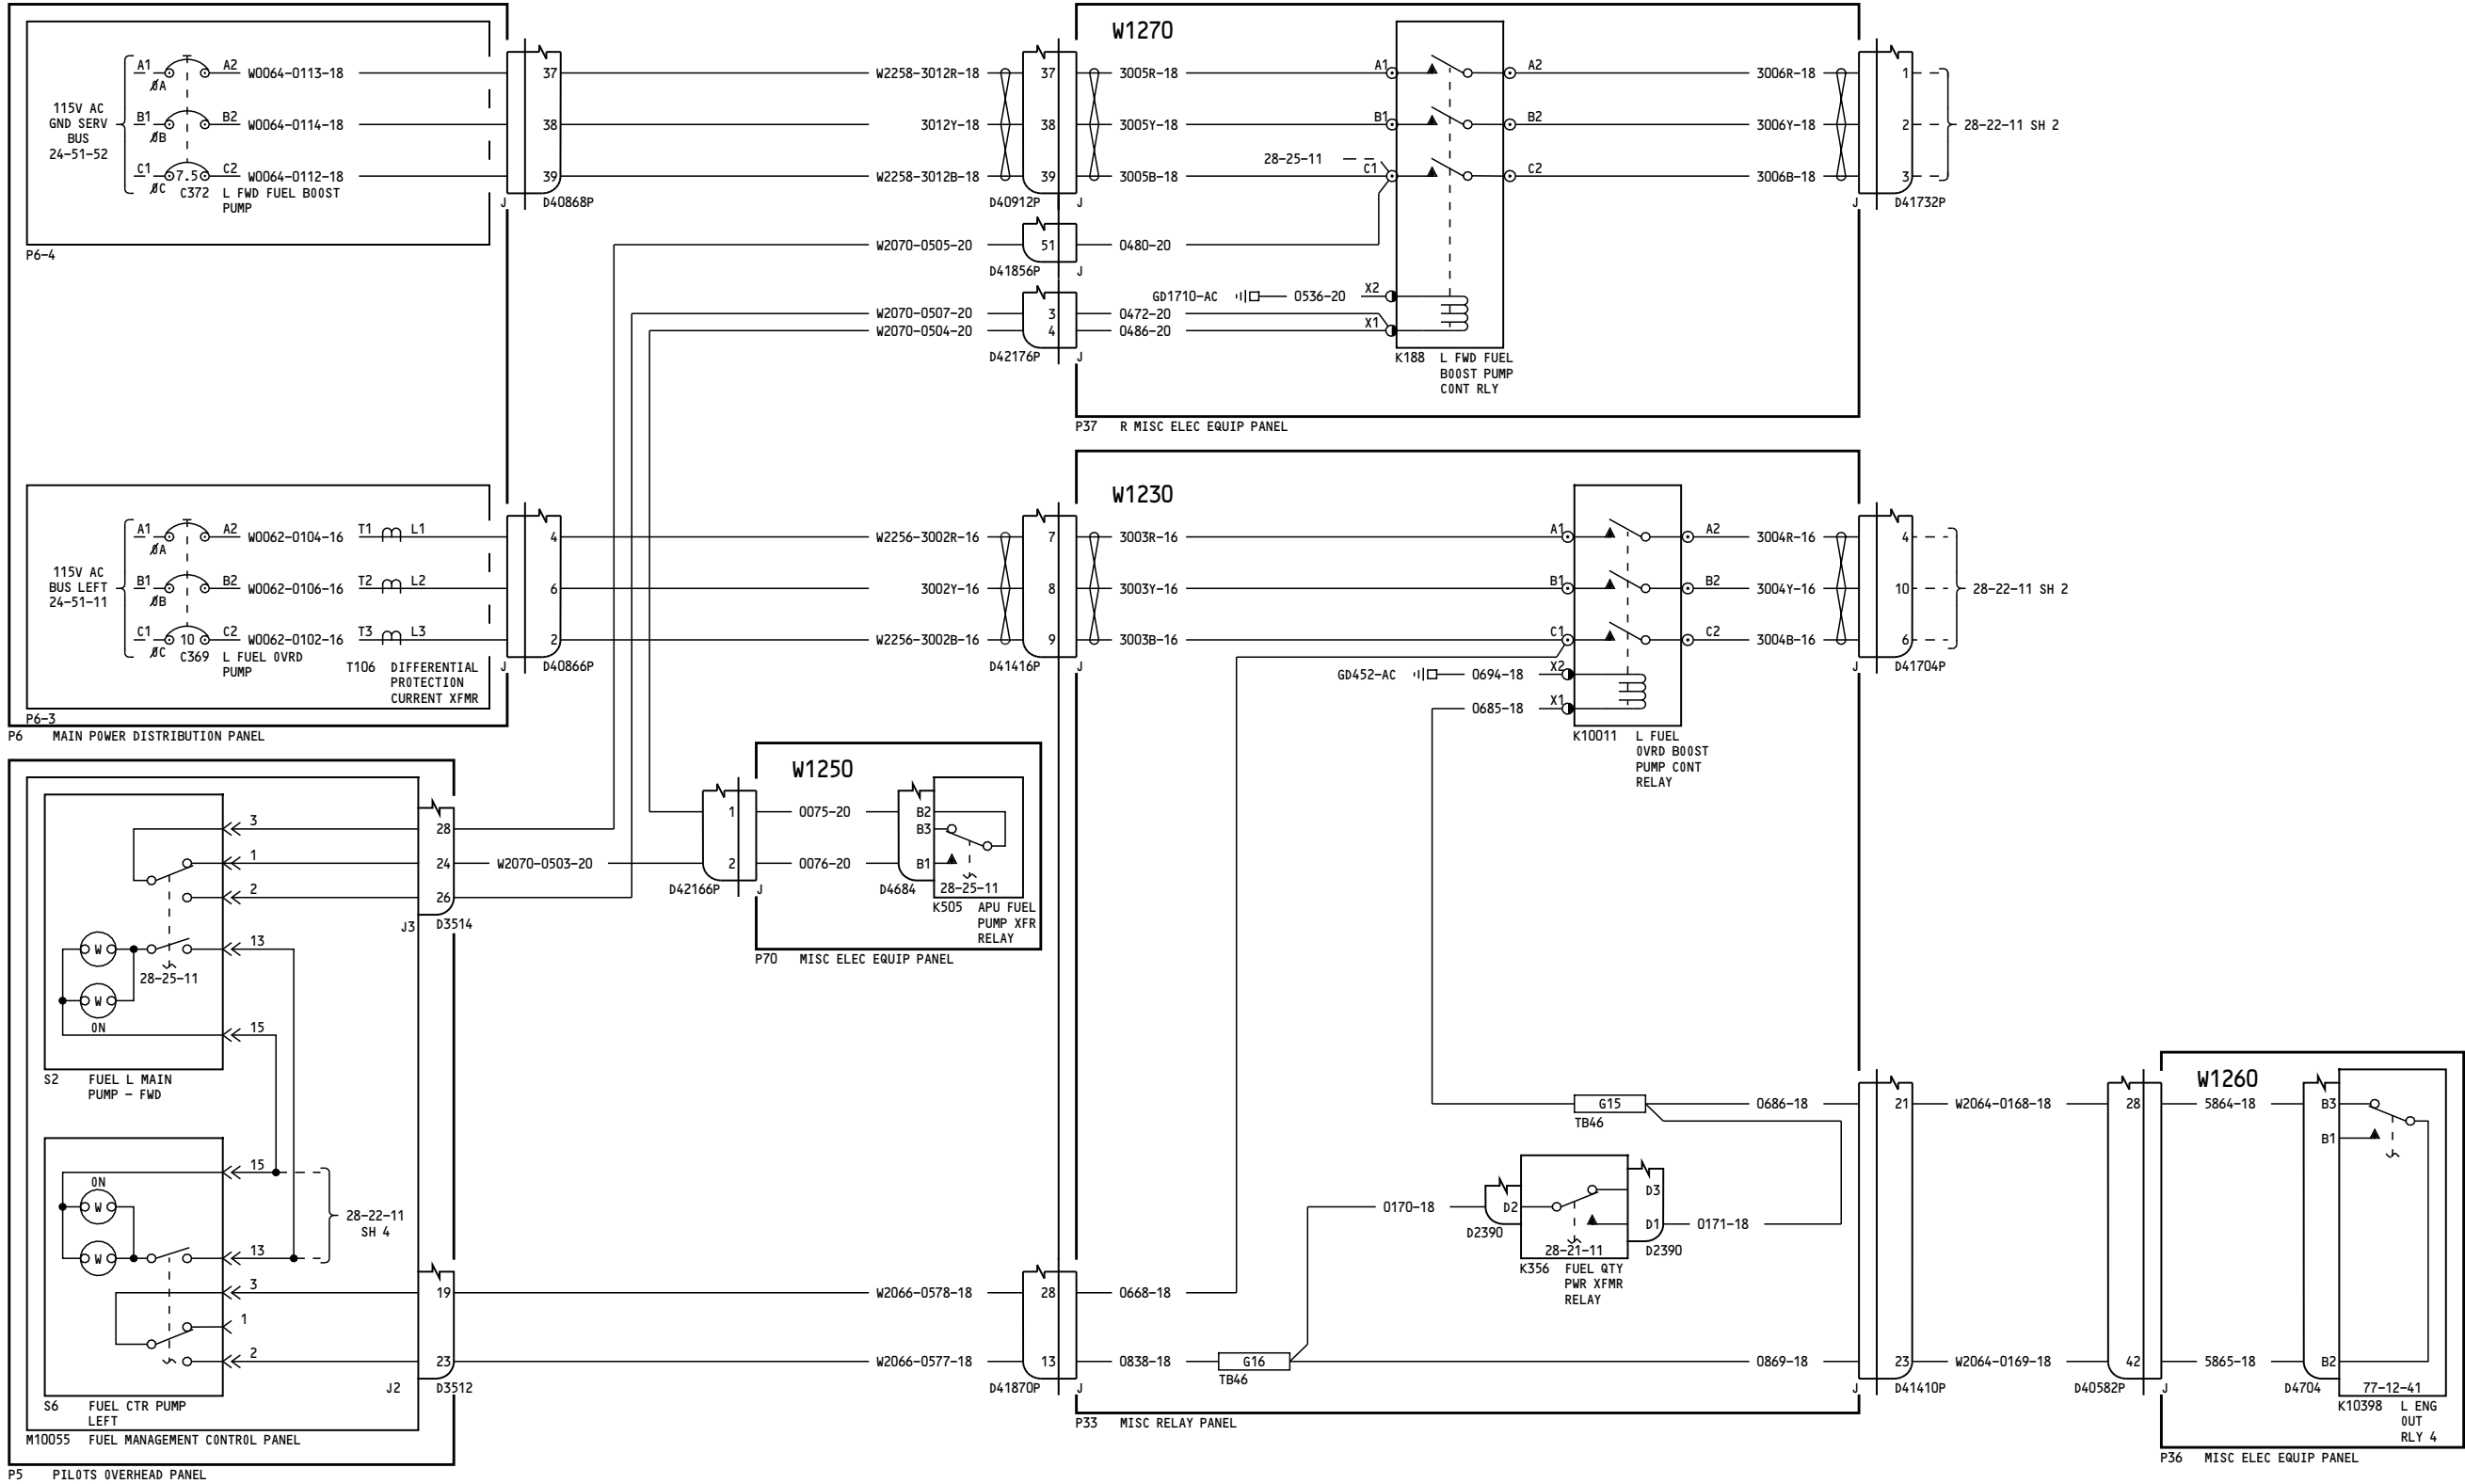 A1
A2
W0064-0113-18
ØA
B1
B2
W0064-0114-18
ØB
C1
7.5
C2
W0064-0112-18
ØC
C372
L FWD FUEL BOOST
PUMP
115V AC
GND SERV
BUS
24-51-52
P6-4
37
38
39
J
D40868P
W2258-3012R-18
3012Y-18
W2258-3012B-18
37
38
39
D40912P
J
W1270
3005R-18
3005Y-18
3005B-18
28-25-11
A1
B1
C1
A2
B2
C2
3006R-18
3006Y-18
3006B-18
1
2
3
J
D41732P
28-22-11 SH 2
W2070-0505-20
51
D41856P
J
0480-20
W2070-0507-20
W2070-0504-20
3
4
D42176P
J
GD1710-AC
0536-20
X2
0472-20
0486-20
X1
K188
L FWD FUEL
BOOST PUMP
CONT RLY
P37
R MISC ELEC EQUIP PANEL
A1
A2
W0062-0104-16
T1
L1
ØA
B1
B2
W0062-0106-16
T2
L2
ØB
C1
10
C2
W0062-0102-16
T3
L3
ØC
C369
L FUEL OVRD
PUMP
115V AC
BUS LEFT
24-51-11
T106
DIFFERENTIAL
PROTECTION
CURRENT XFMR
P6-3
P6
MAIN POWER DISTRIBUTION PANEL
4
6
2
J
D40866P
W2256-3002R-16
3002Y-16
W2256-3002B-16
7
8
9
D41416P
J
W1230
3003R-16
3003Y-16
3003B-16
A1
B1
C1
A2
B2
C2
3004R-16
3004Y-16
3004B-16
4
10
6
J
D41704P
28-22-11 SH 2
GD452-AC
0694-18
X2
0685-18
X1
K10011
L FUEL
OVRD BOOST
PUMP CONT
RELAY
W1250
1
2
D42166P
J
0075-20
0076-20
B2
B3
B1
D4684
28-25-11
K505
APU FUEL
PUMP XFR
RELAY
P70
MISC ELEC EQUIP PANEL
3
1
2
13
15
28
24
26
W2070-0503-20
J3
D3514
W
W
ON
28-25-11
S2
FUEL L MAIN
PUMP - FWD
15
ON
W
W
13
3
1
2
28-22-11
SH 4
S6
FUEL CTR PUMP
LEFT
19
23
J2
D3512
M10055
FUEL MANAGEMENT CONTROL PANEL
P5
PILOTS OVERHEAD PANEL
W2066-0578-18
W2066-0577-18
28
13
D41870P
J
0668-18
0838-18
G16
TB46
G15
TB46
0686-18
0170-18
D2
D2390
D3
D1
D2390
0171-18
28-21-11
K356
FUEL QTY
PWR XFMR
RELAY
0869-18
P33
MISC RELAY PANEL
21
23
J
D41410P
W2064-0168-18
W2064-0169-18
28
42
D40582P
J
W1260
5864-18
5865-18
B3
B1
B2
D4704
77-12-41
K10398
L ENG
OUT
RLY 4
P36
MISC ELEC EQUIP PANEL